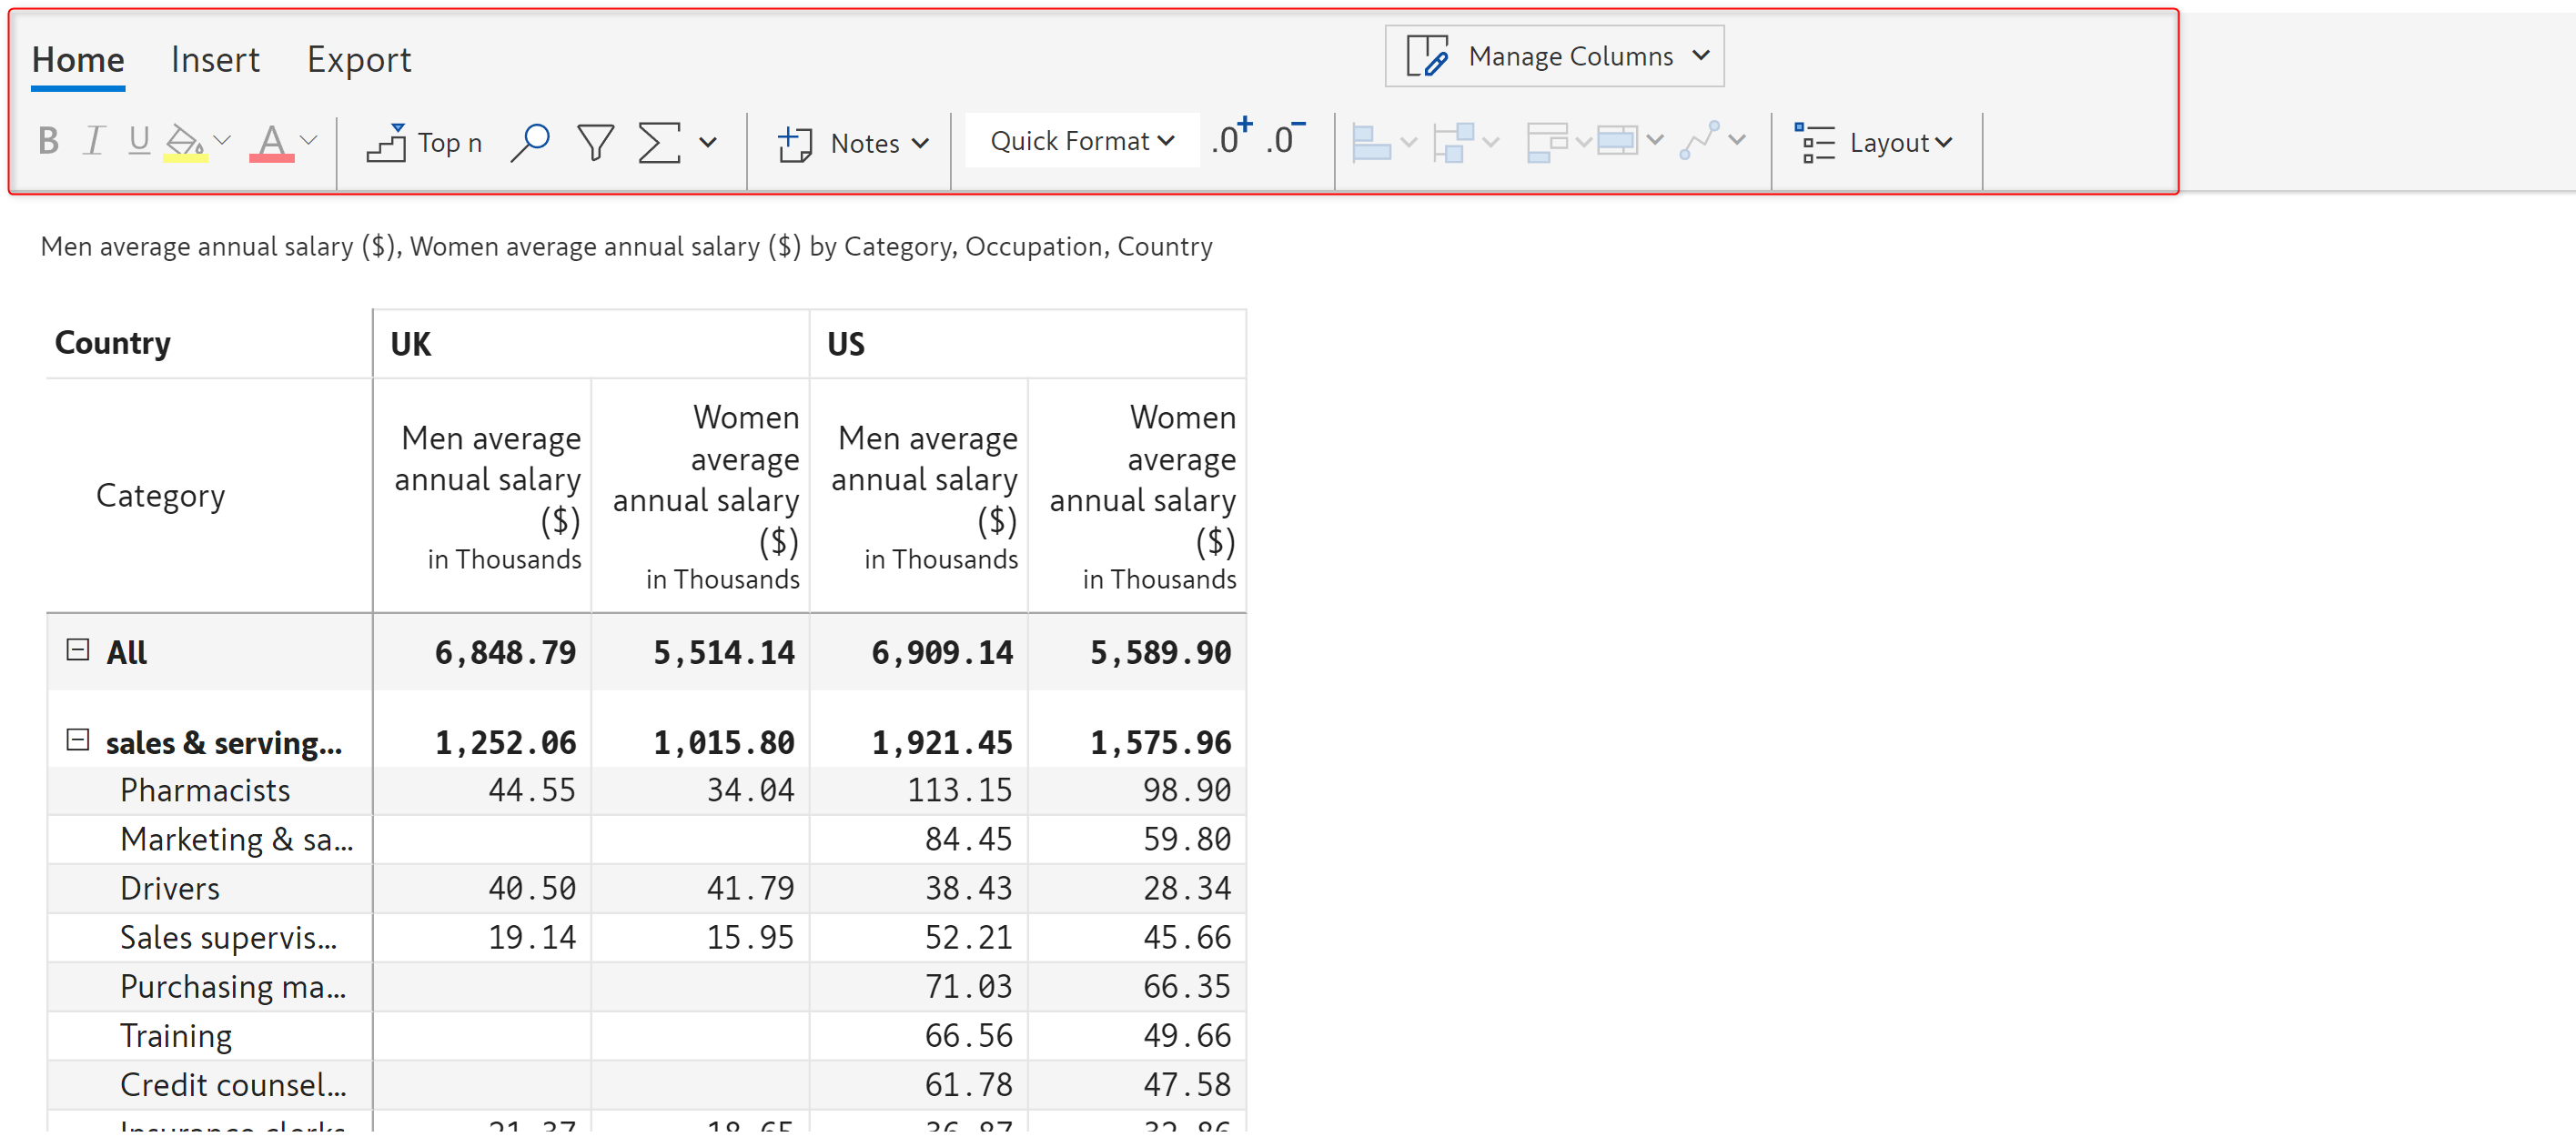 Home Insert Export Manage Columns
B I U A Top n Notes Quick Format .0+ .0- Layout
Men average annual salary ($), Women average annual salary ($) by Category, Occupation, Country
Country UK US
Category Men average annual salary ($) in Thousands Women average annual salary ($) in Thousands Men average annual salary ($) in Thousands Women average annual salary ($) in Thousands
All 6,848.79 5,514.14 6,909.14 5,589.90
sales & serving... 1,252.06 1,015.80 1,921.45 1,575.96
Pharmacists 44.55 34.04 113.15 98.90
Marketing & sa... 84.45 59.80
Drivers 40.50 41.79 38.43 28.34
Sales supervis... 19.14 15.95 52.21 45.66
Purchasing ma... 71.03 66.35
Training 66.56 49.66
Credit counsel... 61.78 47.58